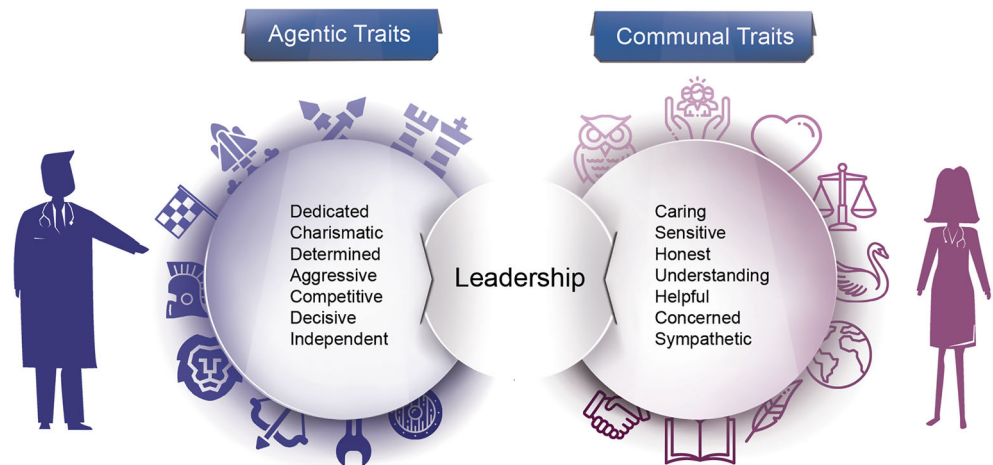 Agentic Traits
Communal Traits
Dedicated
Charismatic
Determined
Aggressive
Competitive
Decisive
Independent
Leadership
Caring
Sensitive
Honest
Understanding
Helpful
Concerned
Sympathetic